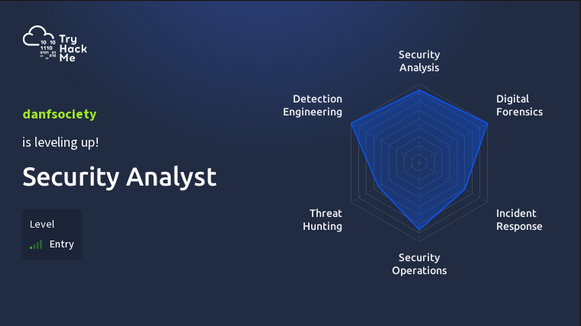 Try
Hack
Me
danfsociety
is leveling up!
Security Analyst
Level
Entry
Security
Analysis
Digital
Forensics
Incident
Response
Security
Operations
Threat
Hunting
Detection
Engineering